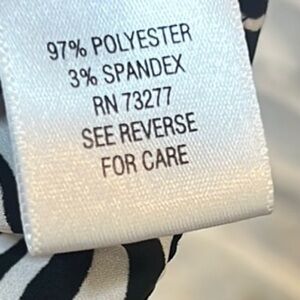 97% POLYESTER
3% SPANDEX
RN 73277
SEE REVERSE
FOR CARE